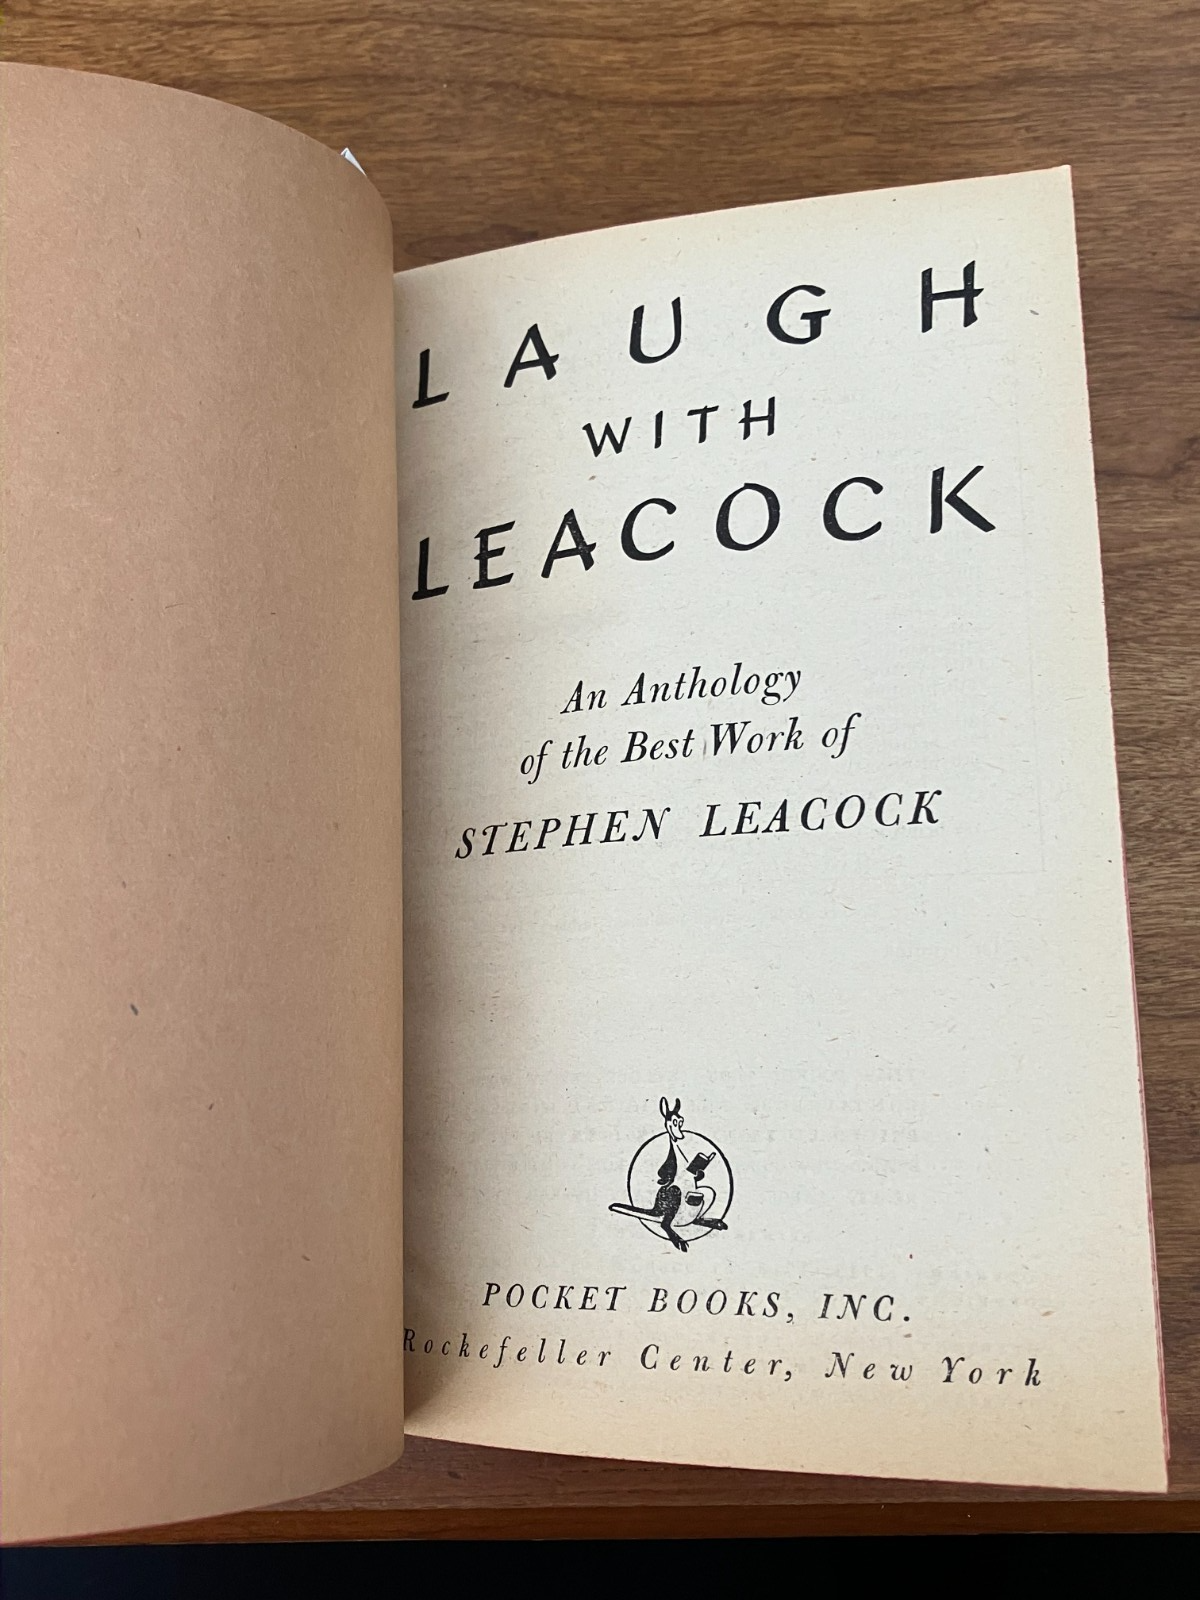 LAUGH
WITH
LEACOCK
An Anthology
of the Best Work of
STEPHEN LEACOCK
POCKET BOOKS, INC.
Rockefeller Center, New York